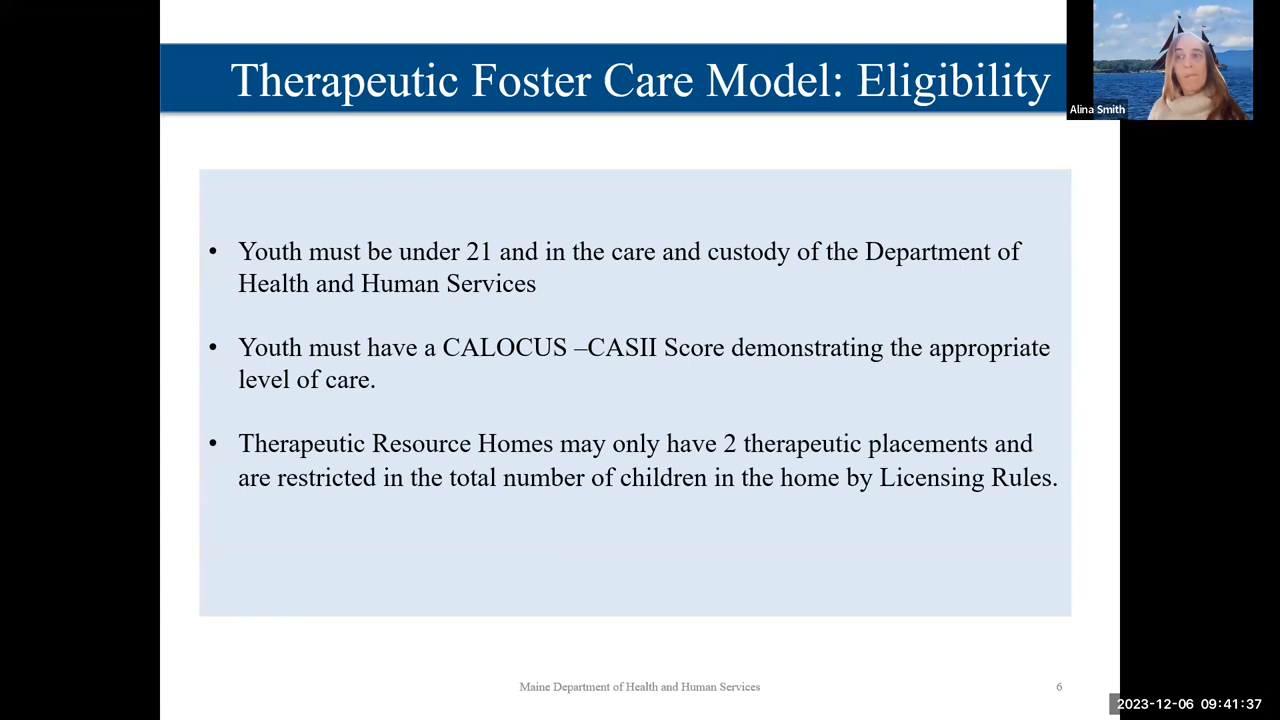 Therapeutic Foster Care Model: Eligibility
Alina Smith
• Youth must be under 21 and in the care and custody of the Department of
Health and Human Services
• Youth must have a CALOCUS –CASII Score demonstrating the appropriate
level of care.
• Therapeutic Resource Homes may only have 2 therapeutic placements and
are restricted in the total number of children in the home by Licensing Rules.
Maine Department of Health and Human Services
6
2023-12-06 09:41:37